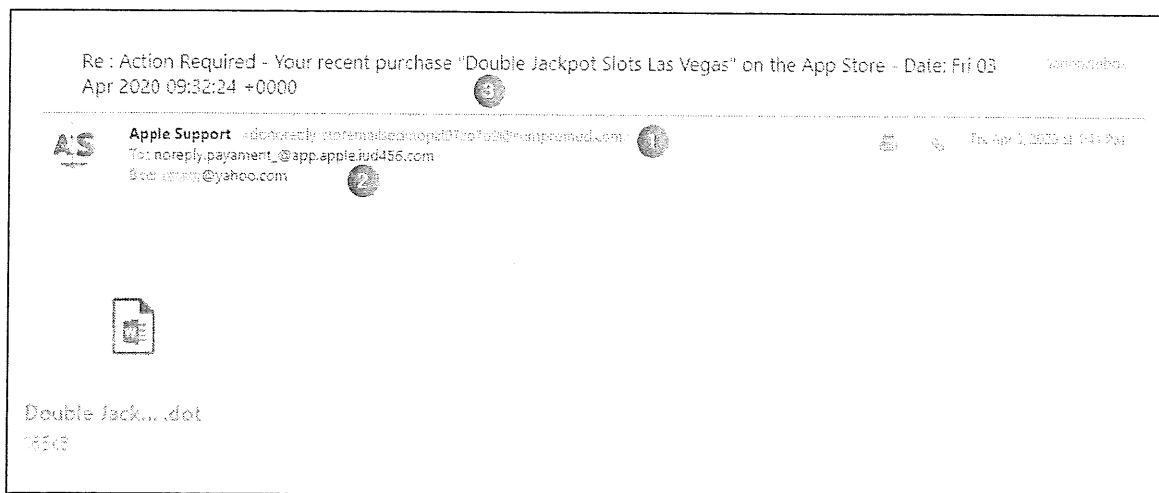 Re : Action Required - Your recent purchase "Double Jackpot Slots Las Vegas" on the App Store - Date: Fri 03
Apr 2020 09:32:24 +0000
3
AS
Apple Support
1
To: noreply.payament_@app.apple.iud456.com
@yahoo.com
2
Double Jack... .dot